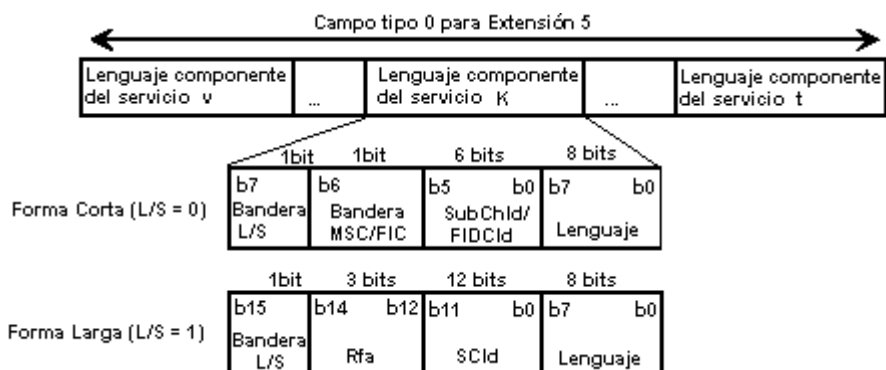 Campo tipo 0 para Extensión 5
Lenguaje componente del servicio v
...
Lenguaje componente del servicio K
...
Lenguaje componente del servicio t
1bit 1bit 6 bits 8 bits
Forma Corta (L/S = 0)
b7 b6 b5 b0 b7 b0
Bandera L/S
Bandera MSC/FIC
SubChId/ FIDCId
Lenguaje
1bit 3 bits 12 bits 8 bits
Forma Larga (L/S = 1)
b15 b14 b12 b11 b0 b7 b0
Bandera L/S
Rfa
SCId
Lenguaje